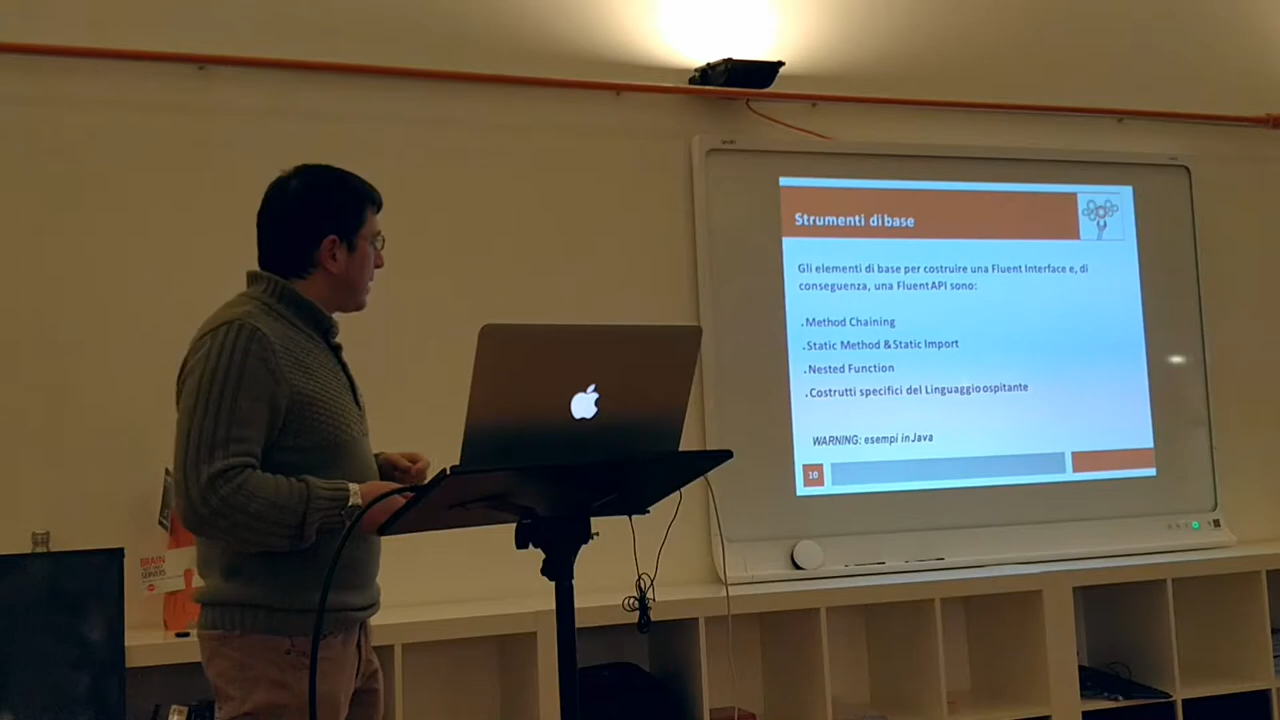 Strumenti di base
Gli elementi di base per costruire una Fluent Interface e, di
conseguenza, una Fluent API sono:
.Method Chaining
.Static Method & Static Import
.Nested Function
.Costrutti specifici del Linguaggio ospitante
WARNING: esempi in Java
10
BRAIN
SERVERS